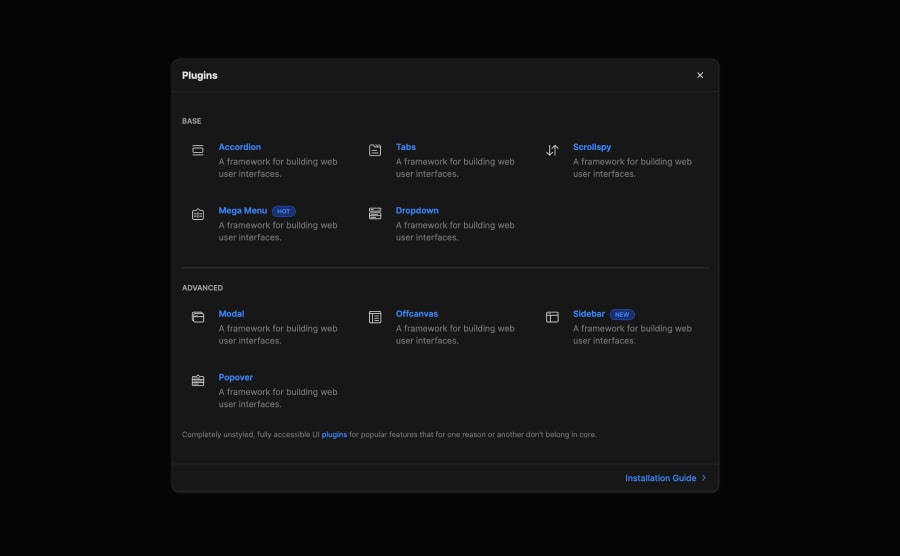 Plugins
BASE
Accordion
A framework for building web
user interfaces.
Tabs
A framework for building web
user interfaces.
Scrollspy
A framework for building web
user interfaces.
Mega Menu HOT
A framework for building web
user interfaces.
Dropdown
A framework for building web
user interfaces.
ADVANCED
Modal
A framework for building web
user interfaces.
Offcanvas
A framework for building web
user interfaces.
Sidebar NEW
A framework for building web
user interfaces.
Popover
A framework for building web
user interfaces.
Completely unstyled, fully accessible UI plugins for popular features that for one reason or another don't belong in core.
Installation Guide